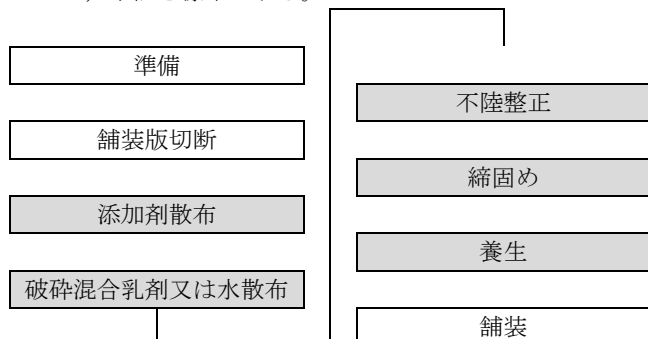 準備
舗装版切断
添加剤散布
破砕混合乳剤又は水散布
不陸整正
締固め
養生
舗装